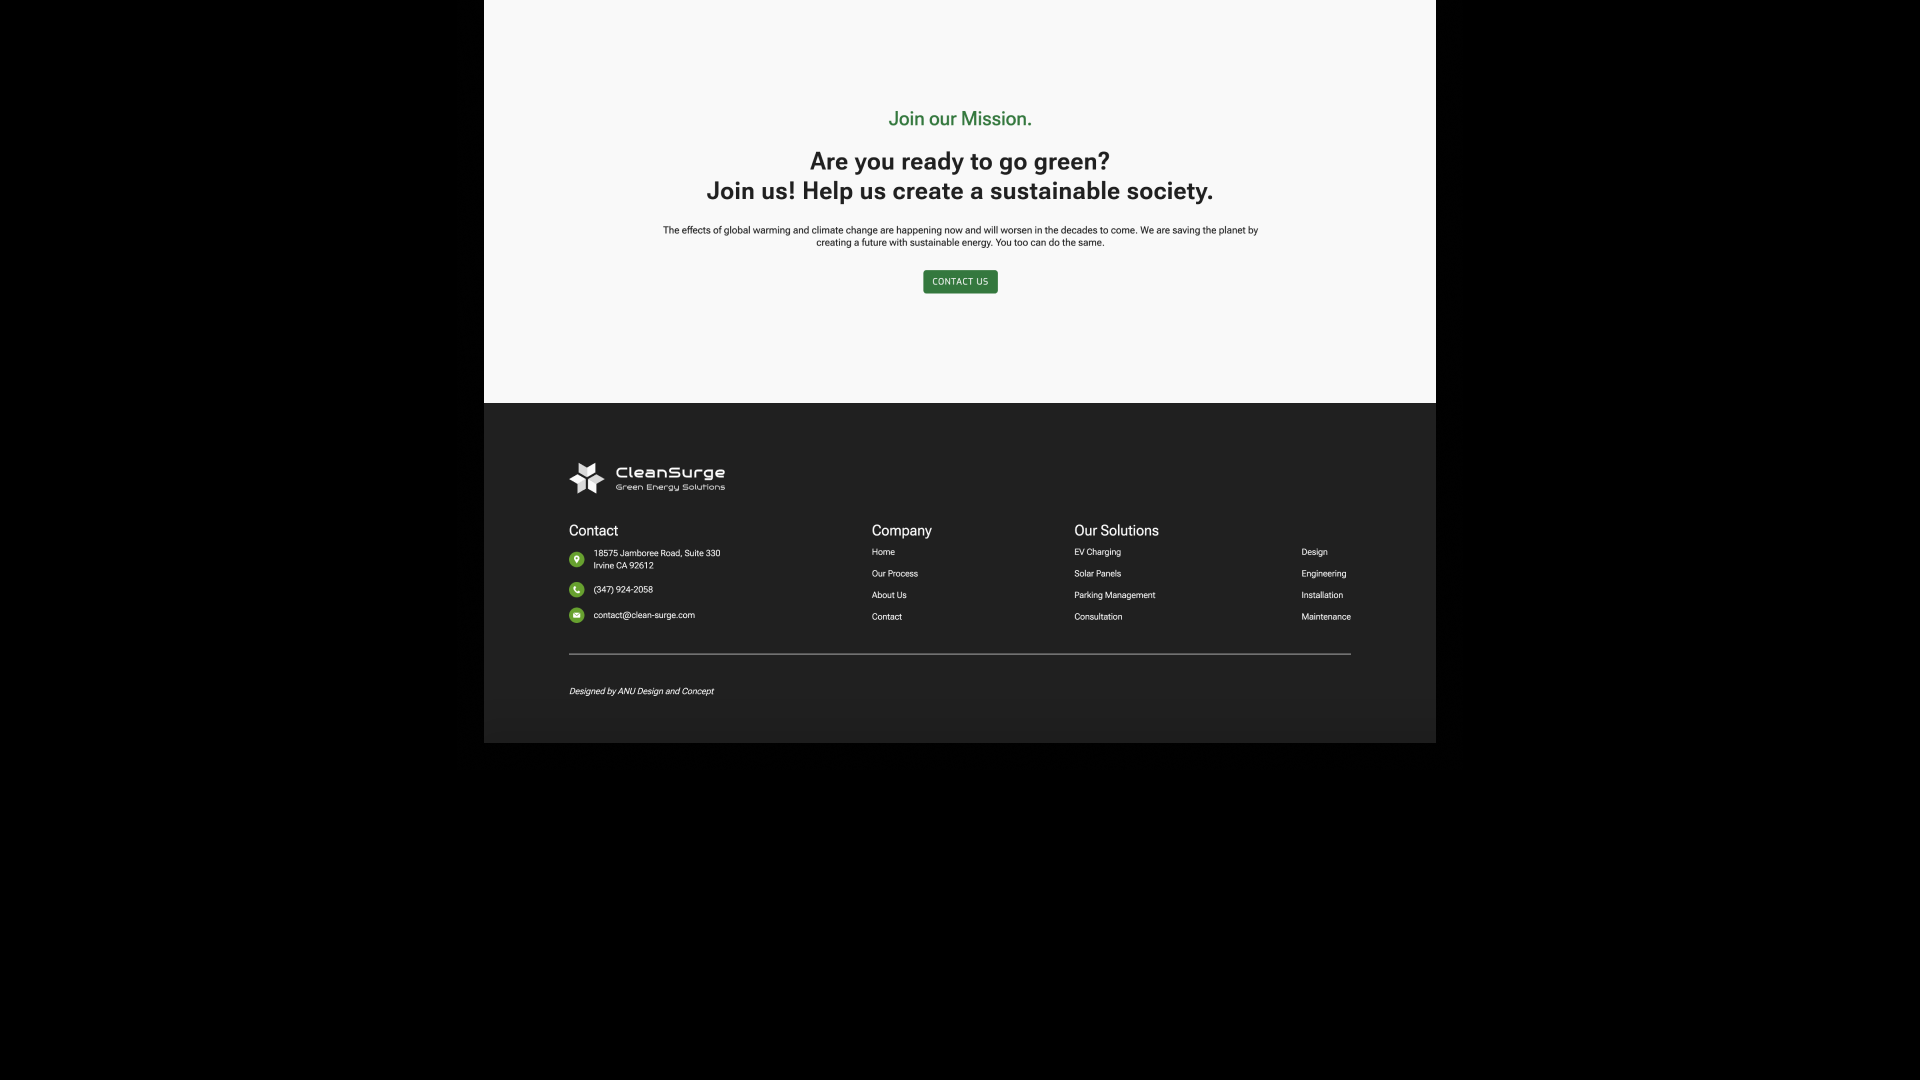 Join our Mission.
Are you ready to go green?
Join us! Help us create a sustainable society.
The effects of global warming and climate change are happening now and will worsen in the decades to come. We are saving the planet by
creating a future with sustainable energy. You too can do the same.
CONTACT US
CleanSurge
Green Energy Solutions
Contact
18575 Jamboree Road, Suite 330
Irvine CA 92612
(347) 924-2058
contact@clean-surge.com
Company
Home
Our Process
About Us
Contact
Our Solutions
EV Charging
Solar Panels
Parking Management
Consultation
Design
Engineering
Installation
Maintenance
Designed by ANU Design and Concept